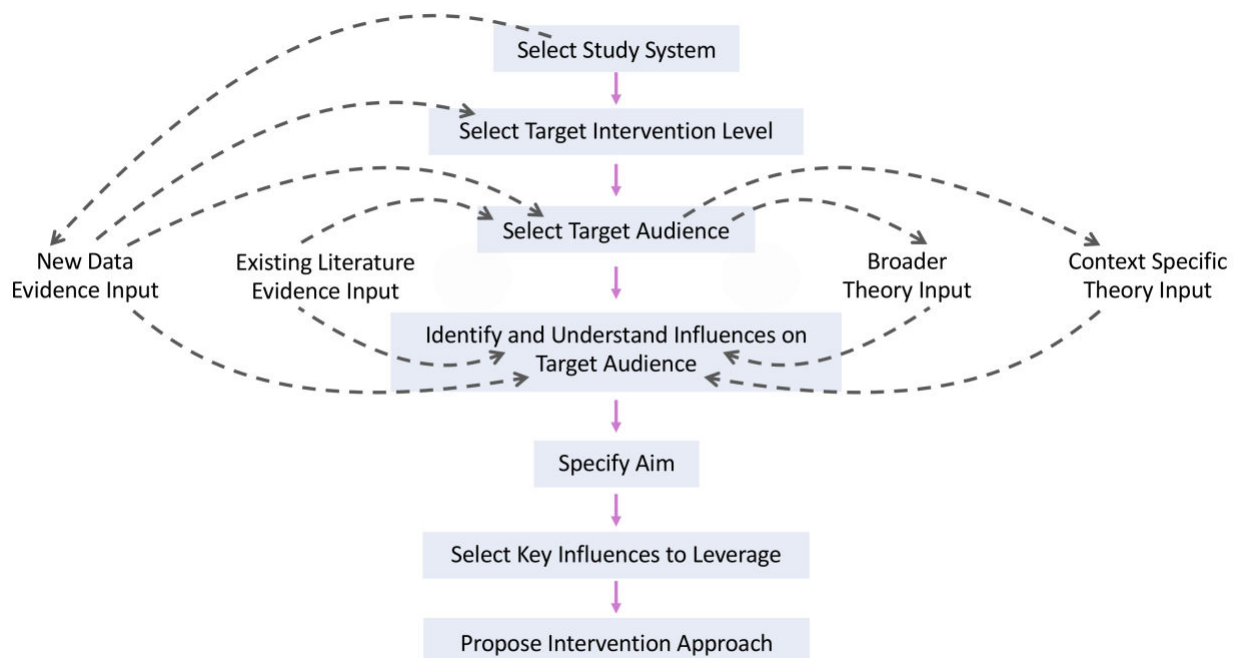 Select Study System
Select Target Intervention Level
Select Target Audience
New Data
Evidence Input
Existing Literature
Evidence Input
Broader
Theory Input
Context Specific
Theory Input
Identify and Understand Influences on
Target Audience
Specify Aim
Select Key Influences to Leverage
Propose Intervention Approach